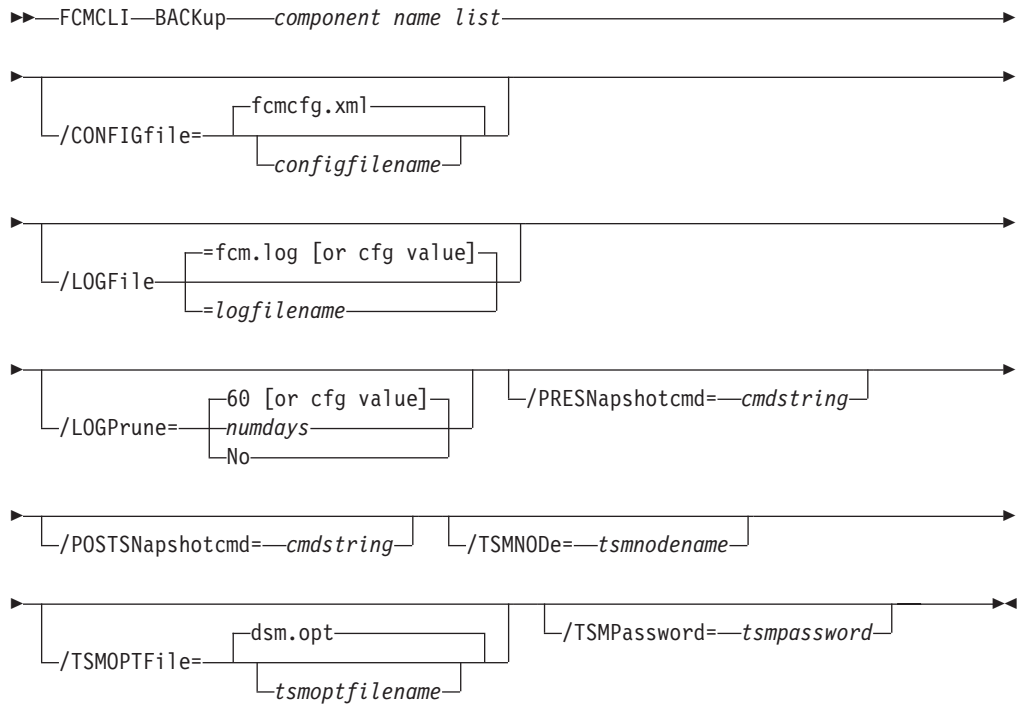 FCMCLI BACKup component name list
/CONFIGfile= fcmcfg.xml
configfilename
/LOGFile =fcm.log [or cfg value]
=logfilename
/LOGPrune= 60 [or cfg value]
numdays
No
/PRESNapshotcmd= cmdstring
/POSTSNapshotcmd= cmdstring /TSMNODe= tsmnodename
/TSMOPTFile= dsm.opt
tsmoptfilename
/TSMPassword= tsmpassword